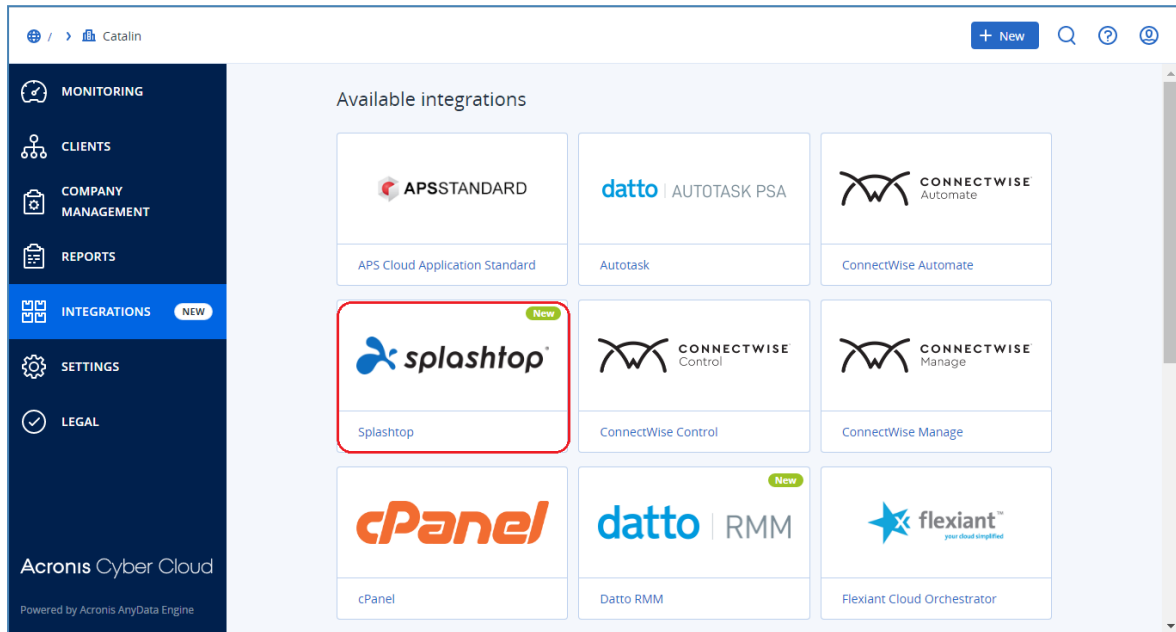 / › Catalin
+ New
MONITORING
CLIENTS
COMPANY
MANAGEMENT
REPORTS
INTEGRATIONS NEW
SETTINGS
LEGAL
Acronis Cyber Cloud
Powered by Acronis AnyData Engine
Available integrations
APSSTANDARD
APS Cloud Application Standard
datto | AUTOTASK PSA
Autotask
CONNECTWISE
Automate
ConnectWise Automate
New
splashtop
Splashtop
CONNECTWISE
Control
ConnectWise Control
CONNECTWISE
Manage
ConnectWise Manage
cPanel
cPanel
New
datto | RMM
Datto RMM
flexiant™
your cloud simplified
Flexiant Cloud Orchestrator